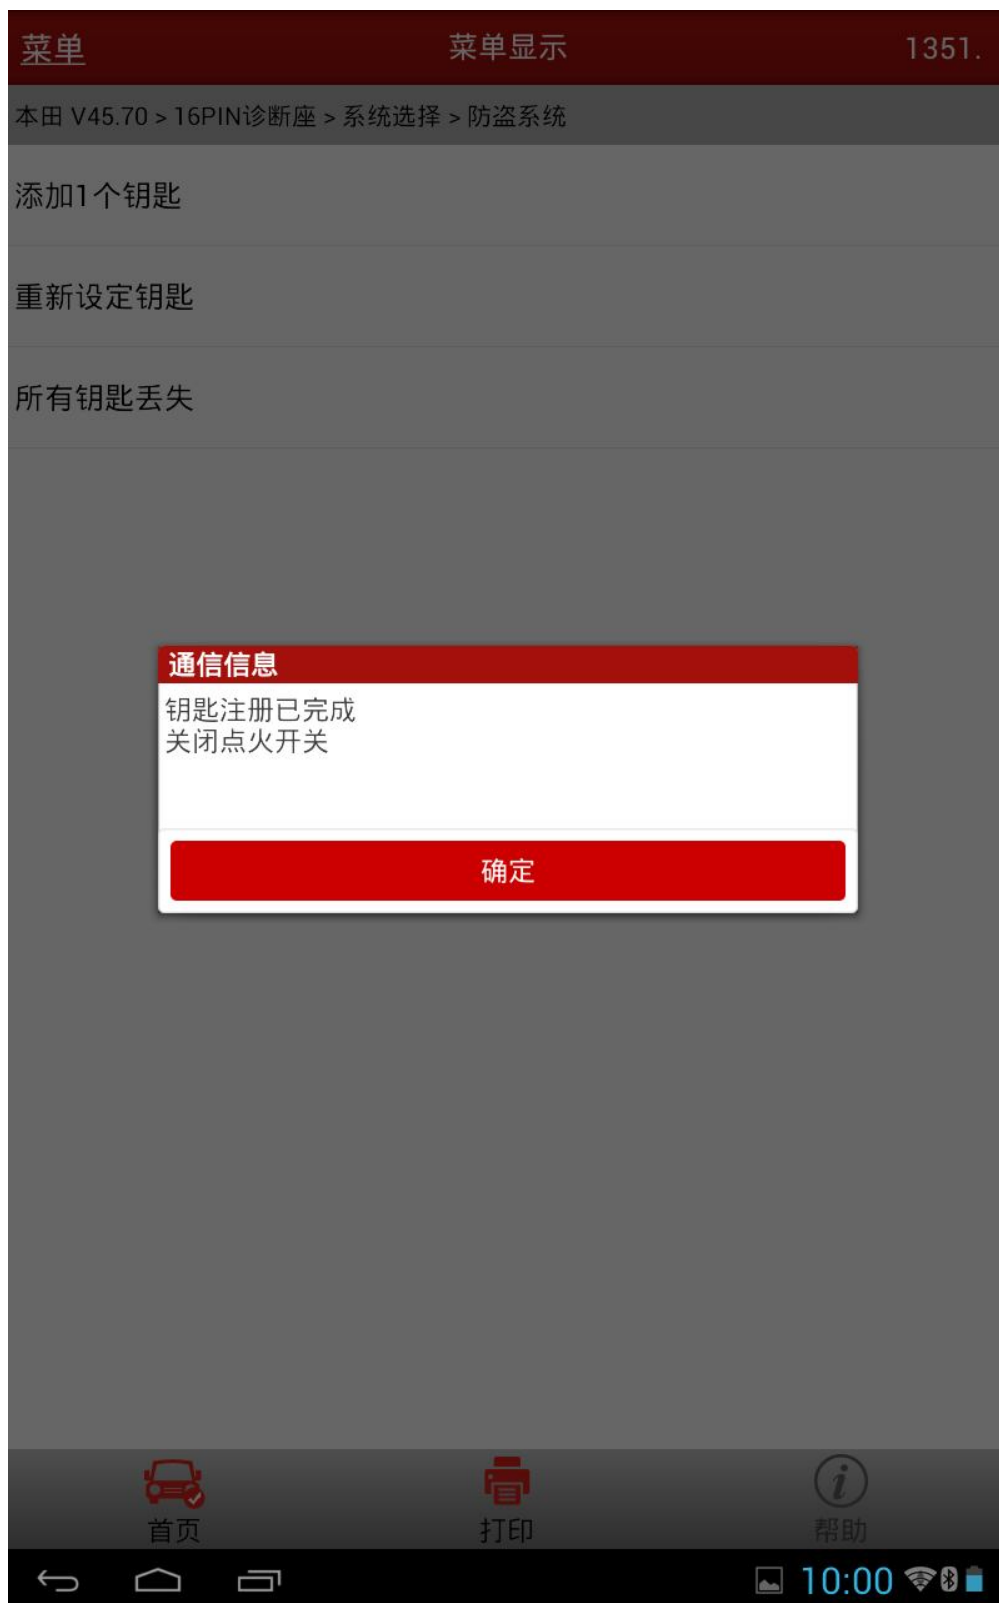 菜单
菜单显示
1351.
本田 V45.70 > 16PIN诊断座 > 系统选择 > 防盗系统
添加1个钥匙
重新设定钥匙
所有钥匙丢失
通信信息
钥匙注册已完成
关闭点火开关
确定
首页
打印
帮助
10:00